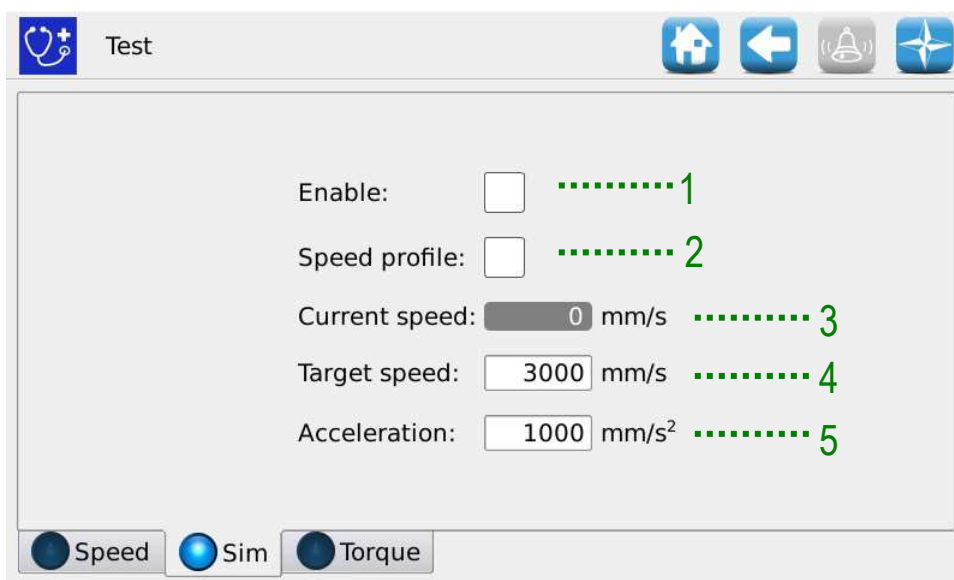 Test
Enable: 1
Speed profile: 2
Current speed: 0 mm/s 3
Target speed: 3000 mm/s 4
Acceleration: 1000 mm/s² 5
Speed Sim Torque